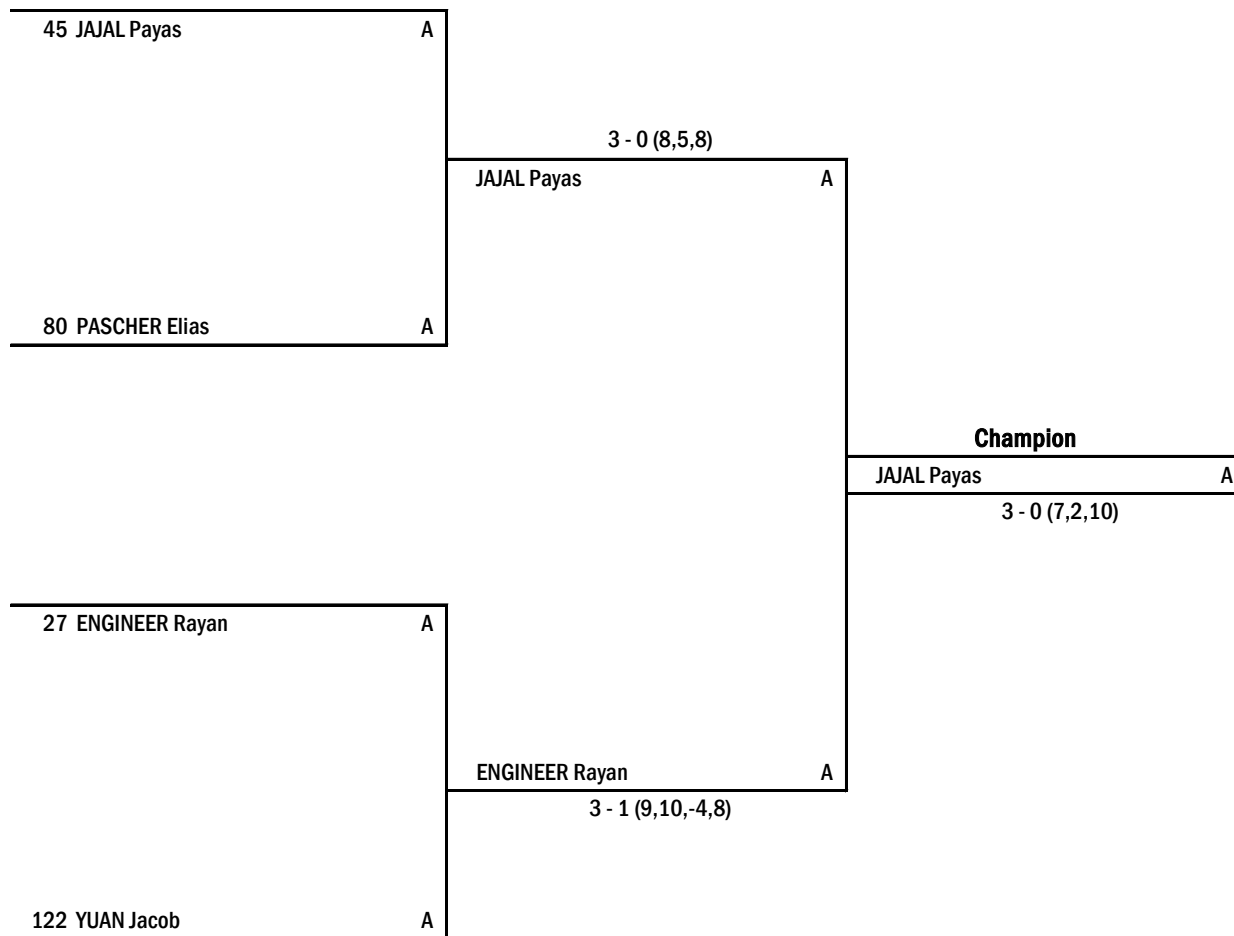 45 JAJAL Payas A
3 - 0 (8,5,8)
JAJAL Payas A
80 PASCHER Elias A
Champion
JAJAL Payas A
3 - 0 (7,2,10)
27 ENGINEER Rayan A
ENGINEER Rayan A
3 - 1 (9,10,-4,8)
122 YUAN Jacob A